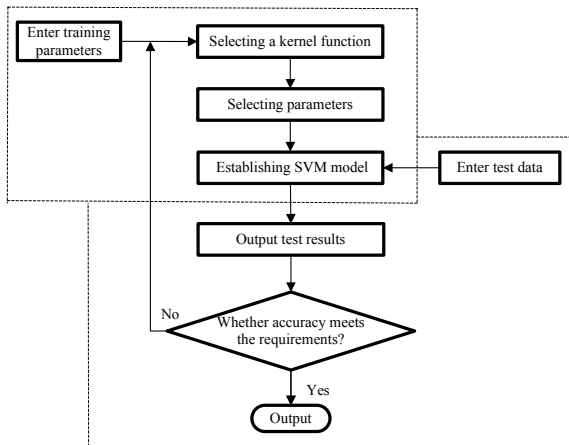 Enter training
parameters
Selecting a kernel function
Selecting parameters
Establishing SVM model
Enter test data
Output test results
No
Whether accuracy meets
the requirements?
Yes
Output